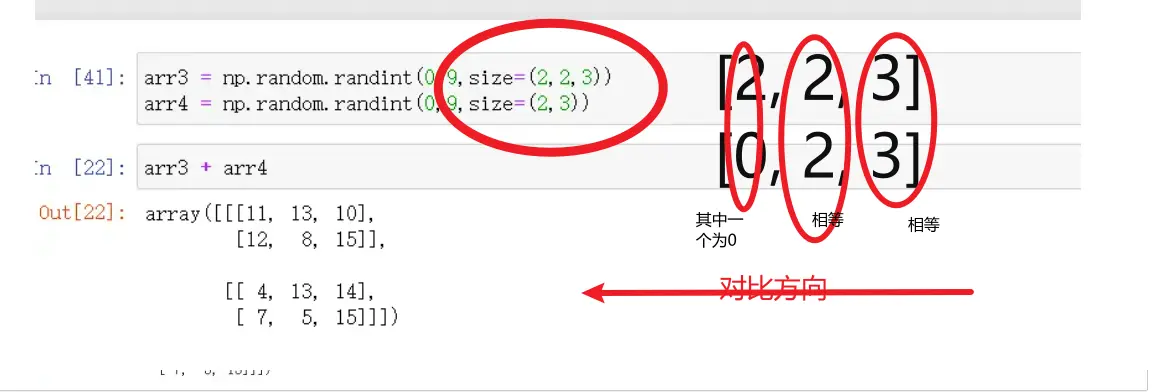 In [41]: arr3 = np.random.randint(0,9,size=(2,2,3))
arr4 = np.random.randint(0,9,size=(2,3))
[2, 2, 3]
[0, 2, 3]
In [22]: arr3 + arr4
Out[22]: array([[[11, 13, 10],
[12, 8, 15]],
[[ 4, 13, 14],
[ 7, 5, 15]]])
其中一
个为0
相等
相等
对比方向